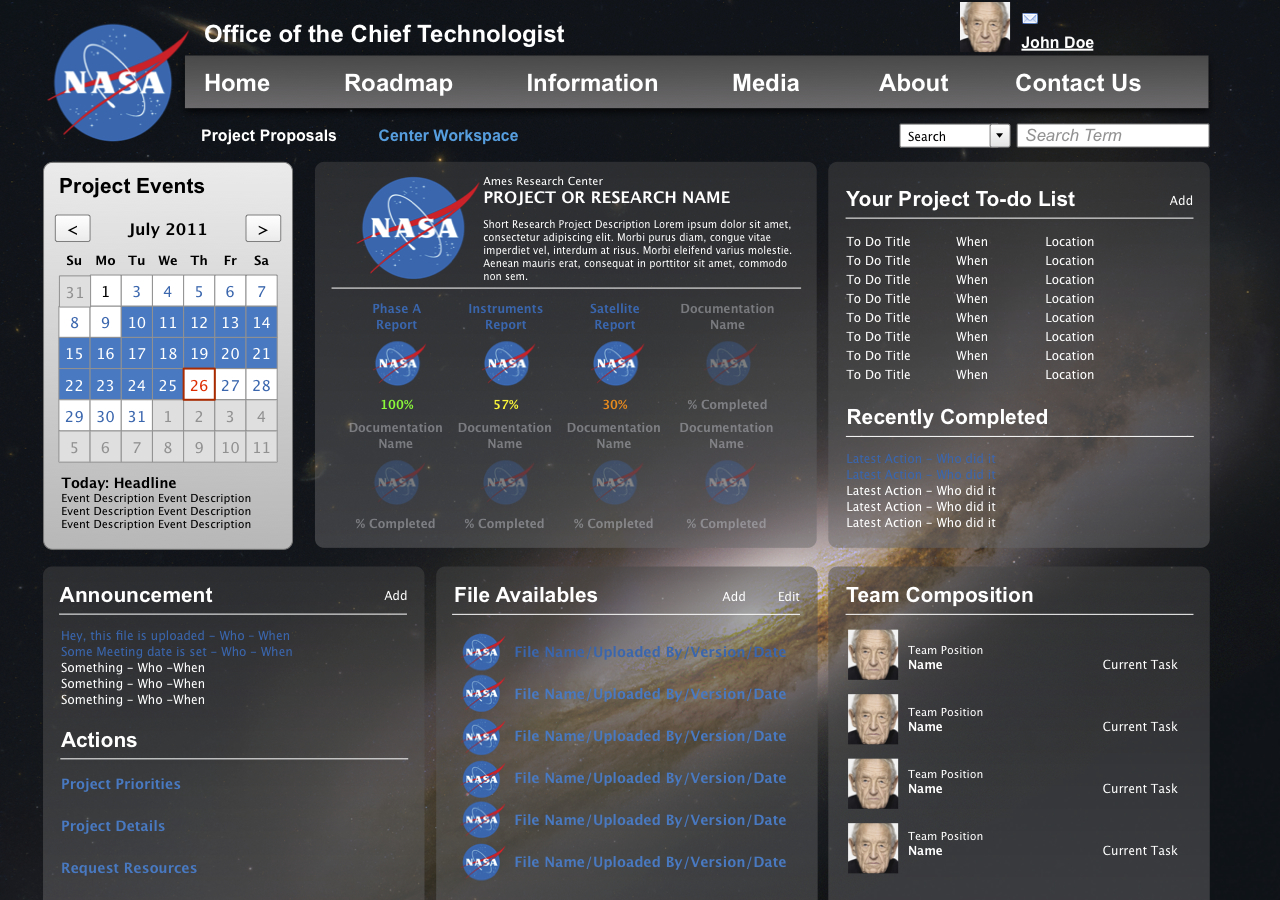 Office of the Chief Technologist
John Doe
NASA
Home Roadmap Information Media About Contact Us
Project Proposals Center Workspace
Search Search Term
Project Events
< July 2011 >
Su Mo Tu We Th Fr Sa
31 1 3 4 5 6 7
8 9 10 11 12 13 14
15 16 17 18 19 20 21
22 23 24 25 26 27 28
29 30 31 1 2 3 4
5 6 7 8 9 10 11
Today: Headline
Event Description Event Description
Event Description Event Description
Event Description Event Description
NASA
Ames Research Center
PROJECT OR RESEARCH NAME
Short Research Project Description Lorem ipsum dolor sit amet,
consectetur adipiscing elit. Morbi purus diam, congue vitae
imperdiet vel, interdum at risus. Morbi eleifend varius molestie.
Aenean mauris erat, consequat in porttitor sit amet, commodo
non sem.
Phase A Instruments Satellite Documentation
Report Report Report Name
NASA NASA NASA NASA
100% 57% 30% % Completed
Documentation Documentation Documentation Documentation
Name Name Name Name
NASA NASA NASA NASA
% Completed % Completed % Completed % Completed
Your Project To-do List Add
To Do Title When Location
To Do Title When Location
To Do Title When Location
To Do Title When Location
To Do Title When Location
To Do Title When Location
To Do Title When Location
To Do Title When Location
Recently Completed
Latest Action - Who did it
Latest Action - Who did it
Latest Action - Who did it
Latest Action - Who did it
Latest Action - Who did it
Announcement Add
Hey, this file is uploaded - Who - When
Some Meeting date is set - Who - When
Something - Who -When
Something - Who -When
Something - Who -When
Actions
Project Priorities
Project Details
Request Resources
File Availables Add Edit
NASA File Name/Uploaded By/Version/Date
NASA File Name/Uploaded By/Version/Date
NASA File Name/Uploaded By/Version/Date
NASA File Name/Uploaded By/Version/Date
NASA File Name/Uploaded By/Version/Date
NASA File Name/Uploaded By/Version/Date
Team Composition
Team Position
Name Current Task
Team Position
Name Current Task
Team Position
Name Current Task
Team Position
Name Current Task